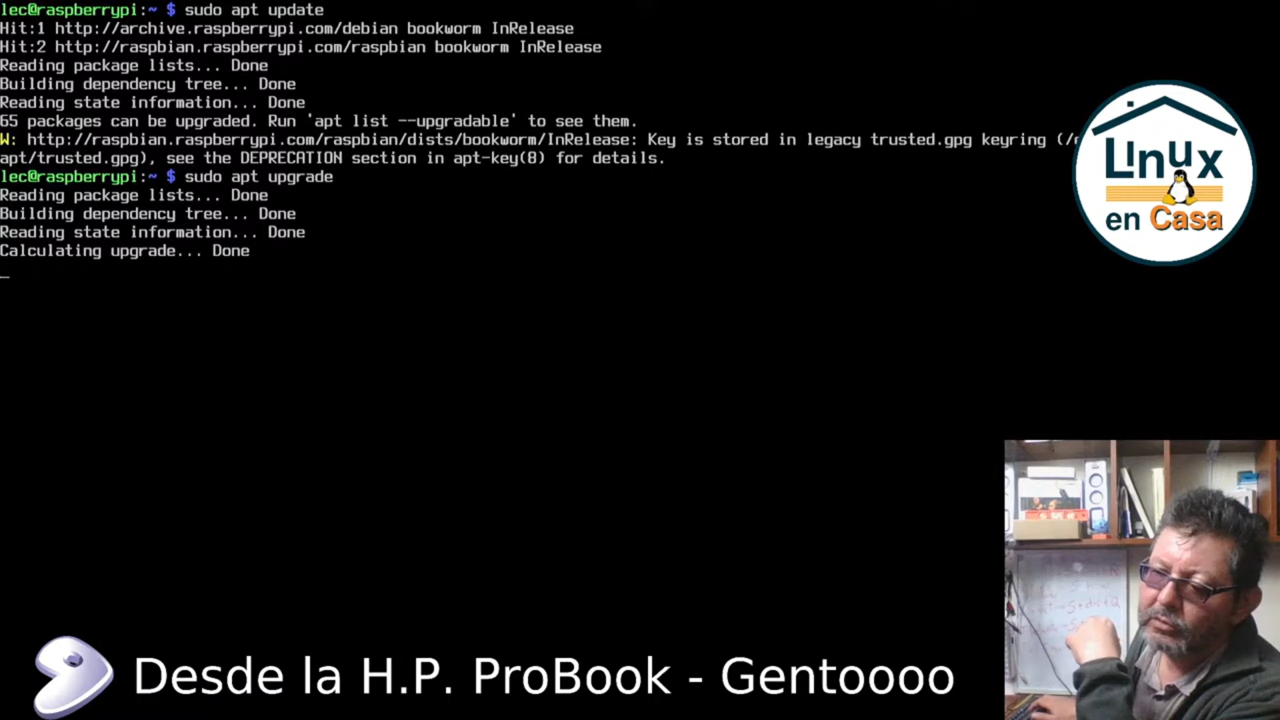 lec@raspberrypi:~ $ sudo apt update
Hit:1 http://archive.raspberrypi.com/debian bookworm InRelease
Hit:2 http://raspbian.raspberrypi.com/raspbian bookworm InRelease
Reading package lists... Done
Building dependency tree... Done
Reading state information... Done
65 packages can be upgraded. Run 'apt list --upgradable' to see them.
W: http://raspbian.raspberrypi.com/raspbian/dists/bookworm/InRelease: Key is stored in legacy trusted.gpg keyring (/
apt/trusted.gpg), see the DEPRECATION section in apt-key(8) for details.
lec@raspberrypi:~ $ sudo apt upgrade
Reading package lists... Done
Building dependency tree... Done
Reading state information... Done
Calculating upgrade... Done
Linux
en Casa
Desde la H.P. ProBook - Gentoooo